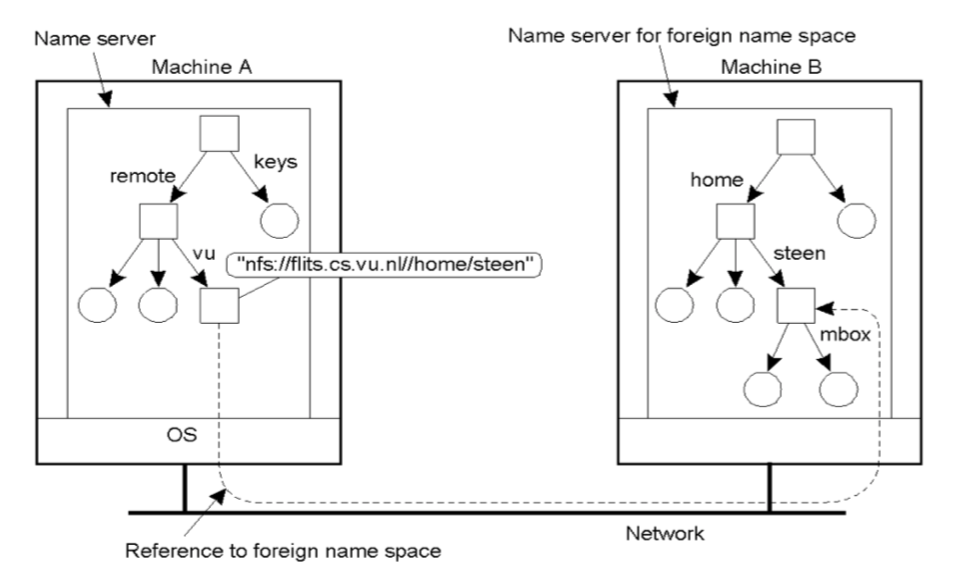 Name server
Name server for foreign name space
Machine A
Machine B
keys
remote
home
vu
"nfs://flits.cs.vu.nl//home/steen"
steen
mbox
OS
Network
Reference to foreign name space